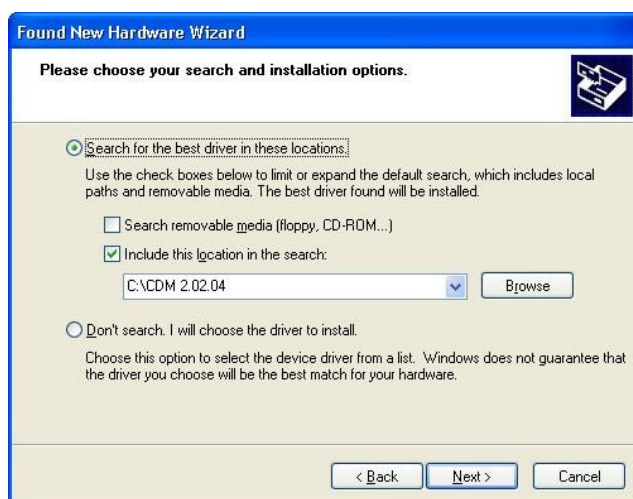 Found New Hardware Wizard
Please choose your search and installation options.
Search for the best driver in these locations.
Use the check boxes below to limit or expand the default search, which includes local
paths and removable media. The best driver found will be installed.
Search removable media (floppy, CD-ROM...)
Include this location in the search:
C:\CDM 2.02.04
Browse
Don't search. I will choose the driver to install.
Choose this option to select the device driver from a list. Windows does not guarantee that
the driver you choose will be the best match for your hardware.
< Back
Next >
Cancel